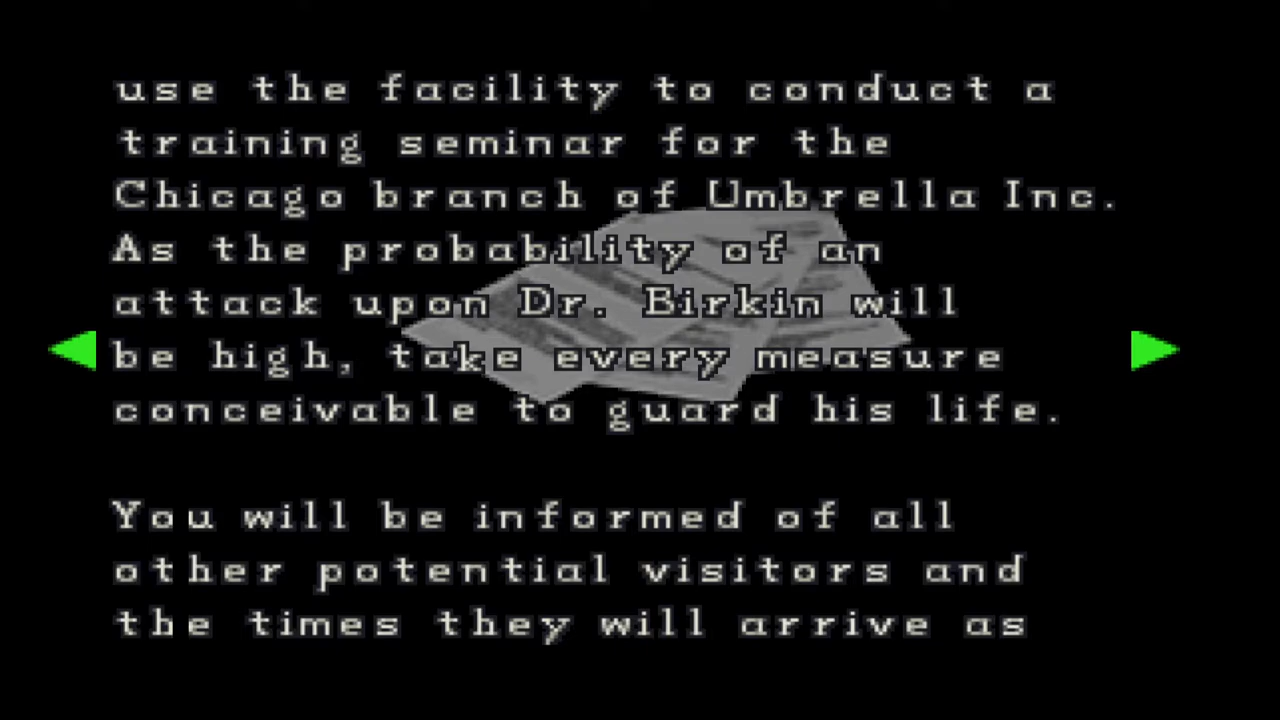 use the facility to conduct a
training seminar for the
Chicago branch of Umbrella Inc.
As the probability of an
attack upon Dr. Birkin will
be high, take every measure
conceivable to guard his life.
You will be informed of all
other potential visitors and
the times they will arrive as